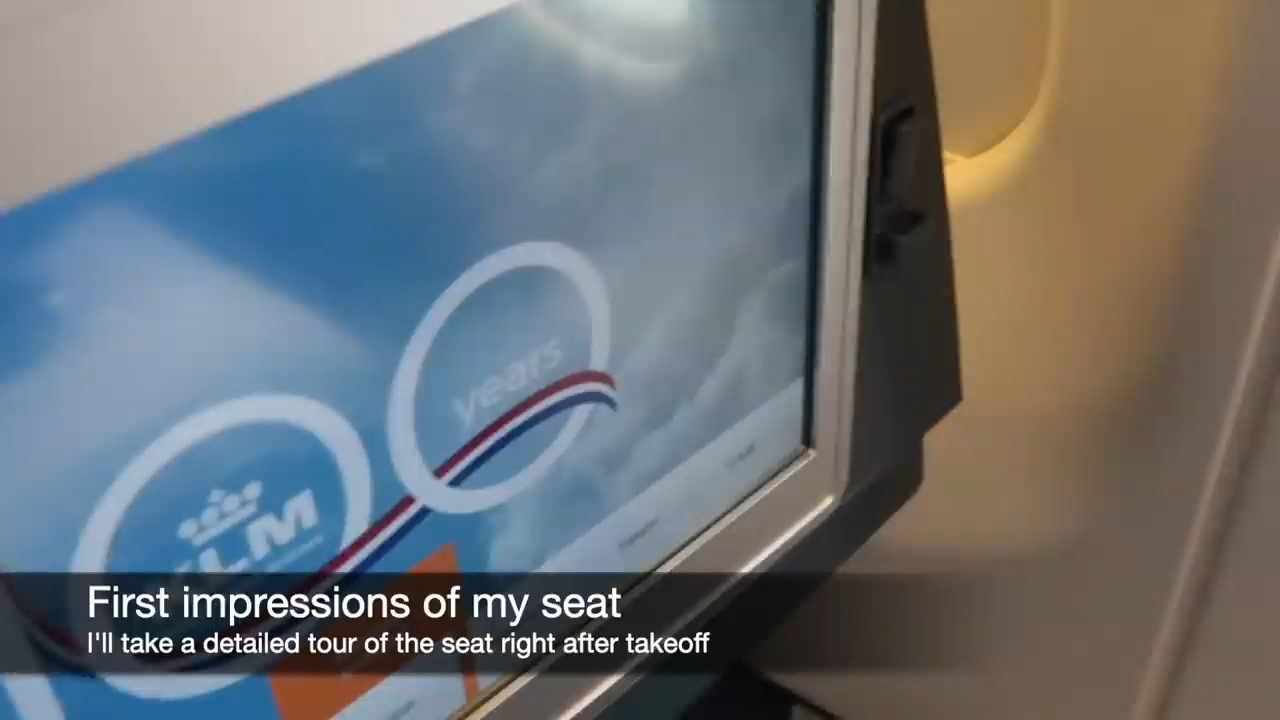 years
KLM
First impressions of my seat
I'll take a detailed tour of the seat right after takeoff